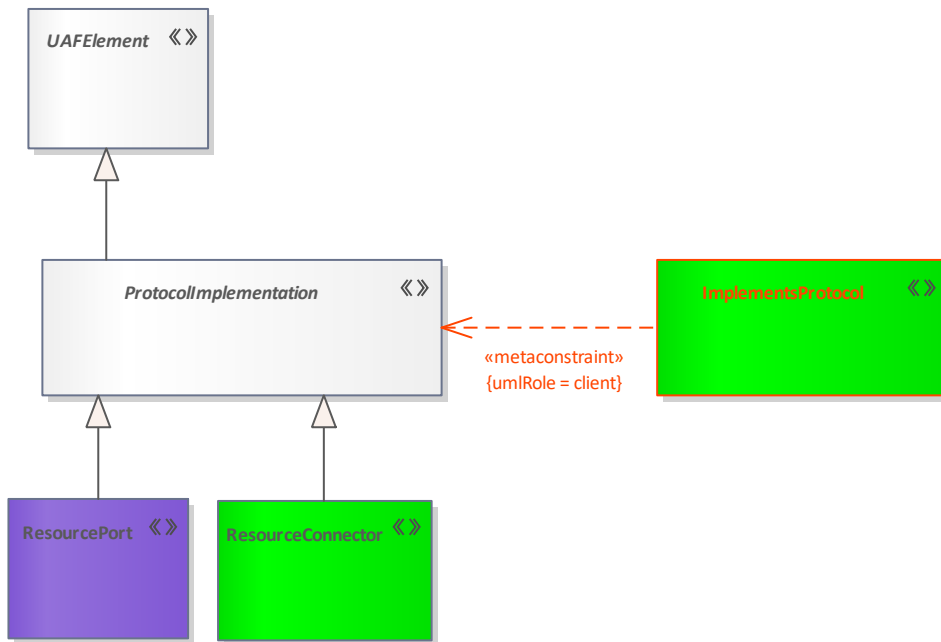 UAFElement «»
ProtocolImplementation «»
ImplementsProtocol «»
«metaconstraint»
{umlRole = client}
ResourcePort «»
ResourceConnector «»